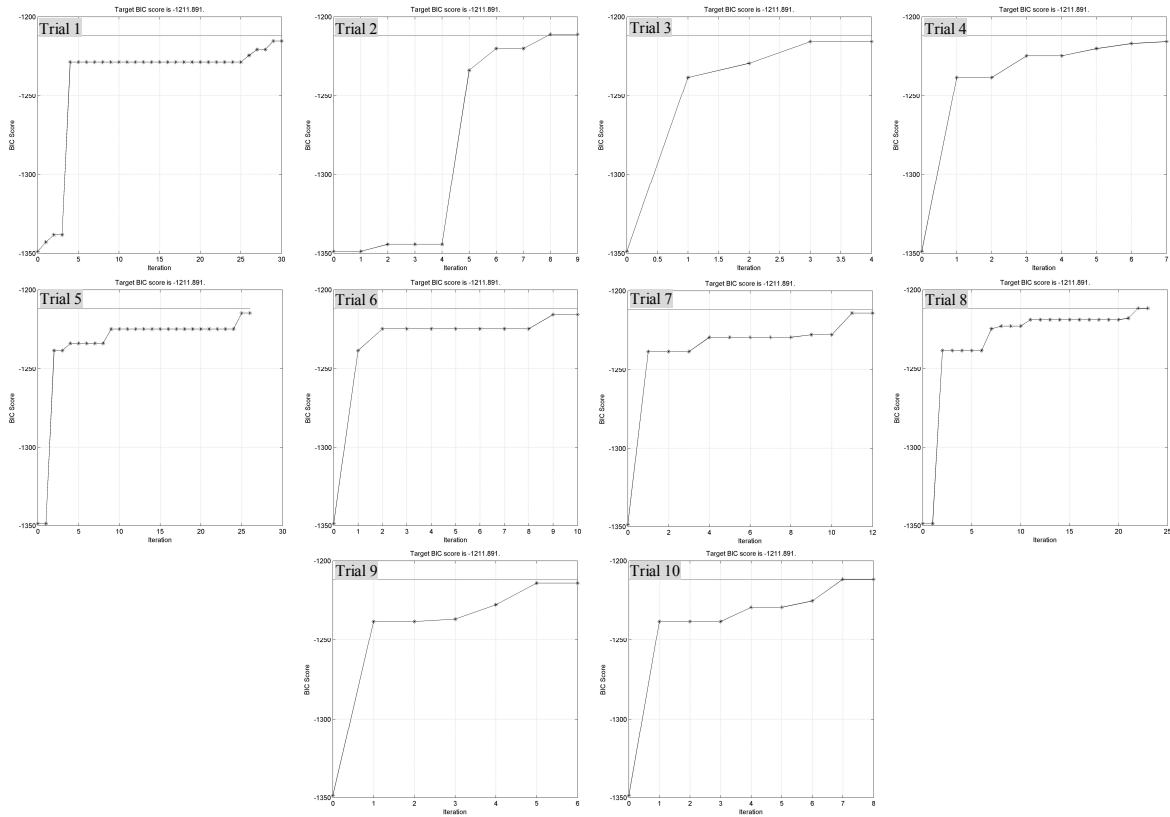 Target BIC score is -1211.891.
Trial 1
-1200
-1250
-1300
-1350
BIC Score
0 5 10 15 20 25 30
Iteration
Target BIC score is -1211.891.
Trial 2
-1200
-1250
-1300
-1350
BIC Score
0 1 2 3 4 5 6 7 8 9
Iteration
Target BIC score is -1211.891.
Trial 3
-1200
-1250
-1300
-1350
BIC Score
0 0.5 1 1.5 2 2.5 3 3.5 4
Iteration
Target BIC score is -1211.891.
Trial 4
-1200
-1250
-1300
-1350
BIC Score
0 1 2 3 4 5 6 7
Iteration
Target BIC score is -1211.891.
Trial 5
-1200
-1250
-1300
-1350
BIC Score
0 5 10 15 20 25 30
Iteration
Target BIC score is -1211.891.
Trial 6
-1200
-1250
-1300
-1350
BIC Score
0 1 2 3 4 5 6 7 8 9 10
Iteration
Target BIC score is -1211.891.
Trial 7
-1200
-1250
-1300
-1350
BIC Score
0 2 4 6 8 10 12
Iteration
Target BIC score is -1211.891.
Trial 8
-1200
-1250
-1300
-1350
BIC Score
0 5 10 15 20 25
Iteration
Target BIC score is -1211.891.
Trial 9
-1200
-1250
-1300
-1350
BIC Score
0 1 2 3 4 5 6
Iteration
Target BIC score is -1211.891.
Trial 10
-1200
-1250
-1300
-1350
BIC Score
0 1 2 3 4 5 6 7 8
Iteration